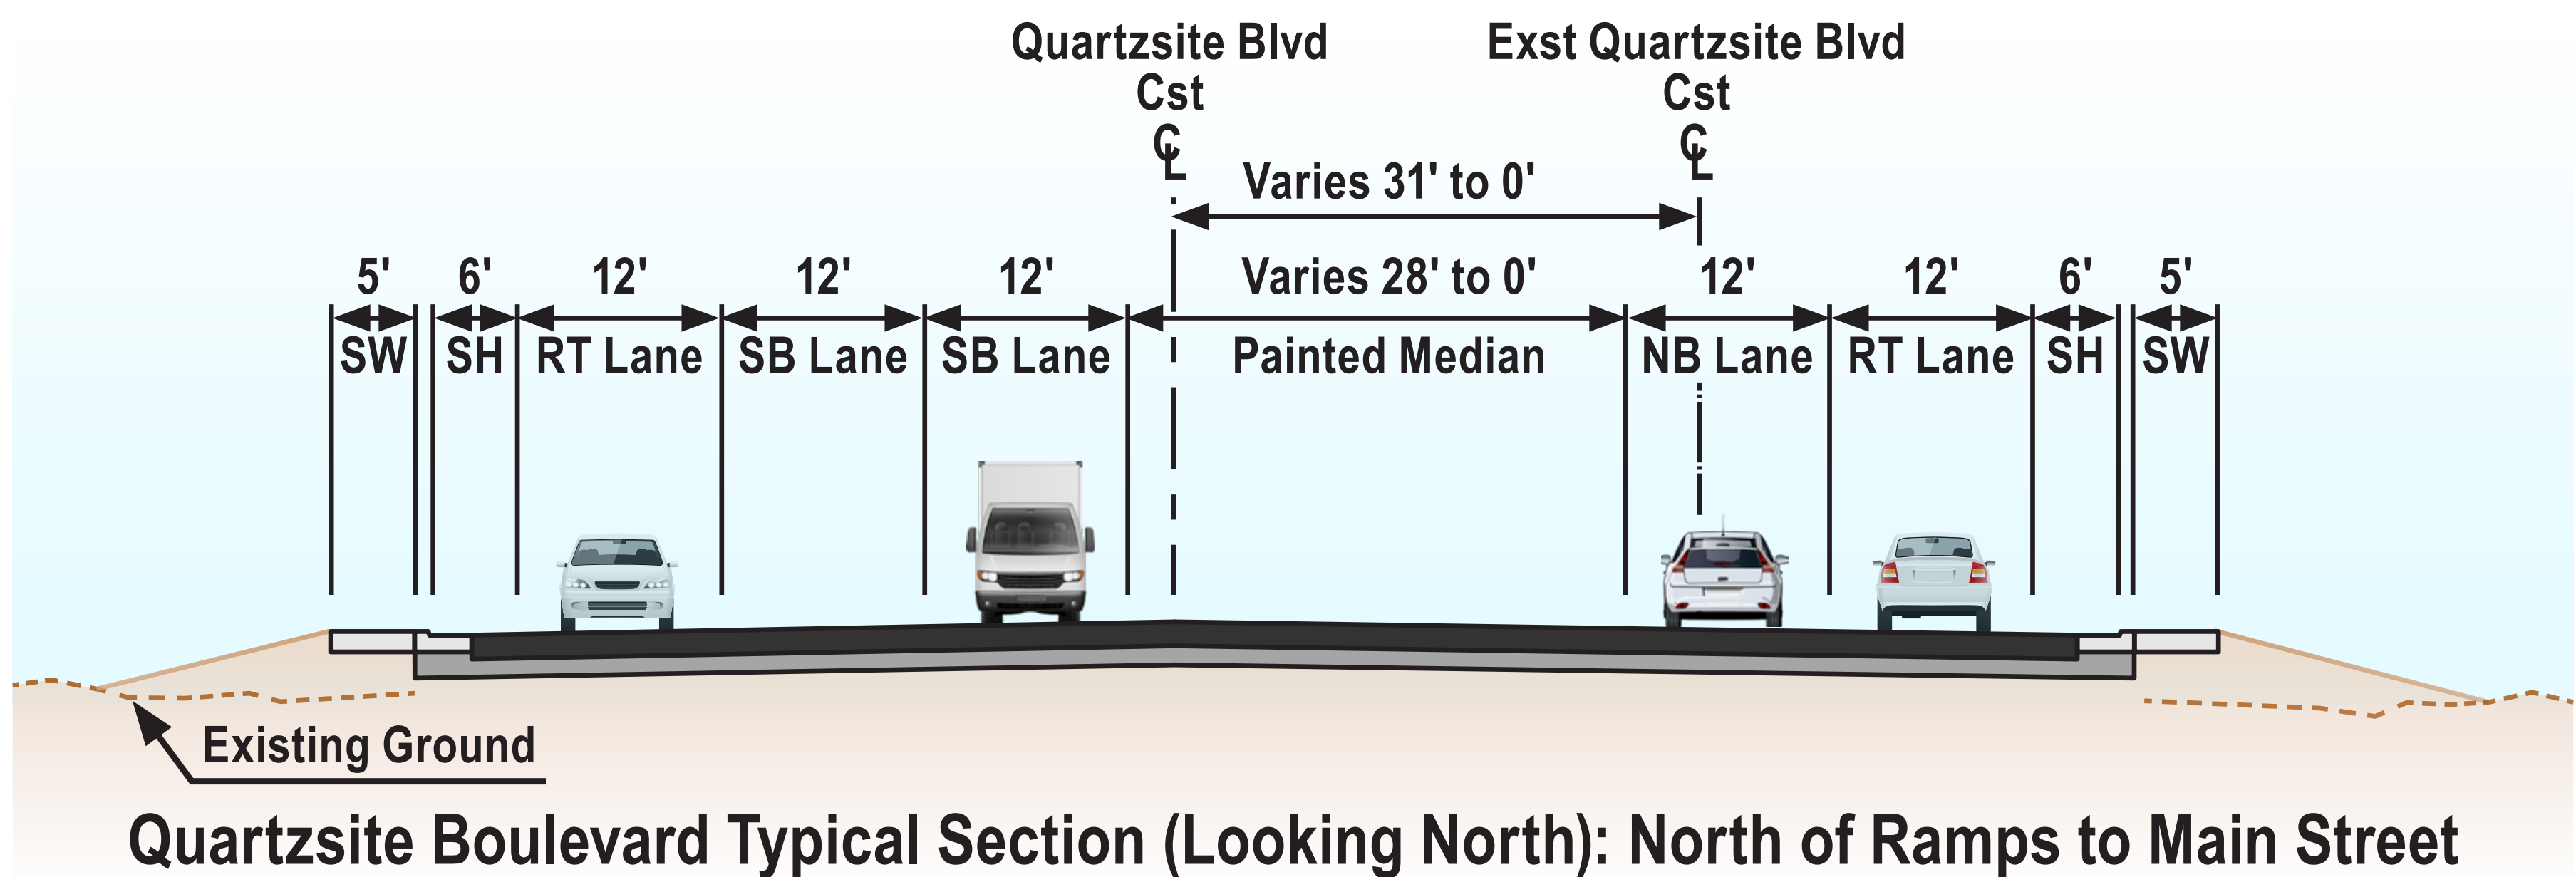 Quartzsite Blvd
Cst
℄
Exst Quartzsite Blvd
Cst
℄
Varies 31' to 0'
5' 6' 12' 12' 12' Varies 28' to 0' 12' 12' 6' 5'
SW SH RT Lane SB Lane SB Lane Painted Median NB Lane RT Lane SH SW
Existing Ground
Quartzsite Boulevard Typical Section (Looking North): North of Ramps to Main Street